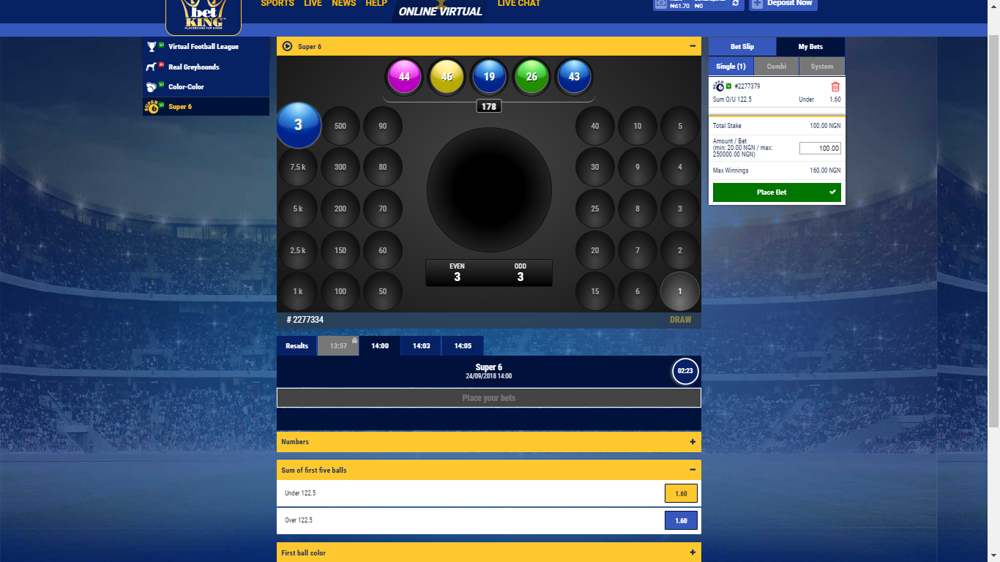 SPORTS LIVE NEWS HELP ONLINE VIRTUAL LIVE CHAT
₦61.70 ₦0 Deposit Now
bet
KING
PLAYGROUND FOR KINGS
Virtual Football League
Real Greyhounds
Color-Color
SUPER 6 Super 6
Super 6
44 46 19 26 43
178
3 500 90 40 10 5
7.5 k 300 80 30 9 4
5 k 200 70 25 8 3
2.5 k 150 60 20 7 2
1 k 100 50 15 6 1
EVEN ODD
3 3
# 2277334 DRAW
Results 13:57 14:00 14:03 14:05
Super 6
24/09/2018 14:00
02:23
Place your bets
Numbers
Sum of first five balls
Under 122.5 1.60
Over 122.5 1.60
First ball color
Bet Slip My Bets
Single (1) Combi System
#2277379
Sum O/U 122.5 Under 1.60
Total Stake 100.00 NGN
Amount / Bet
(min: 20.00 NGN / max:
250000.00 NGN)
100.00
Max Winnings 160.00 NGN
Place Bet